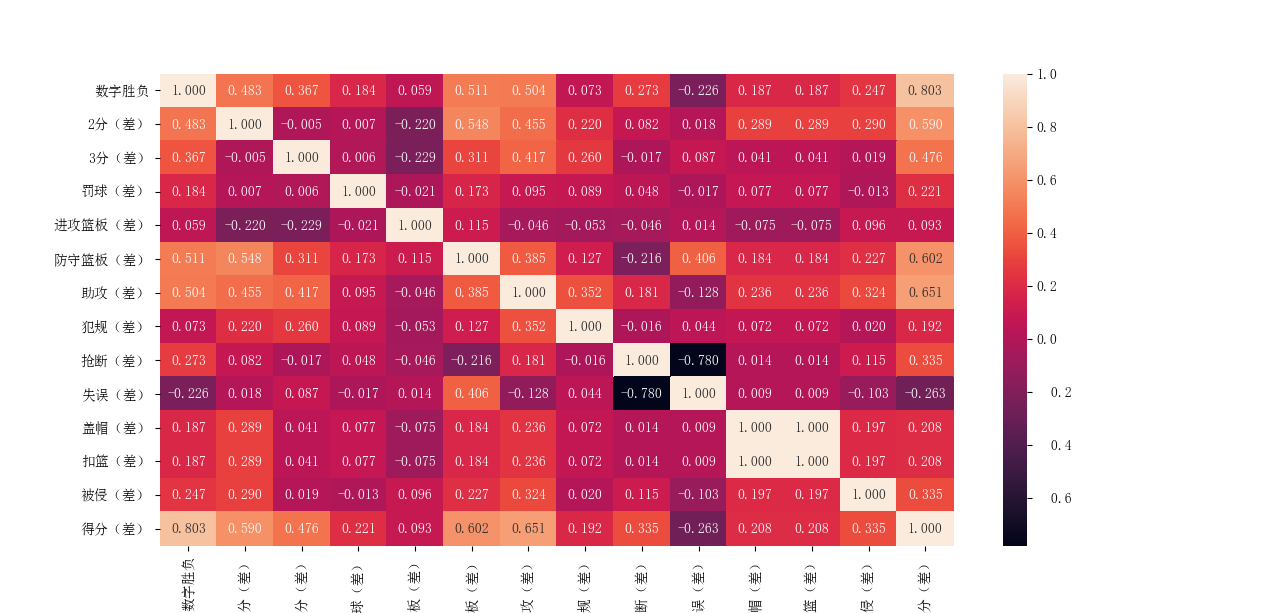 数字胜负 1.000 0.483 0.367 0.184 0.059 0.511 0.504 0.073 0.273 -0.226 0.187 0.187 0.247 0.803
2分（差） 0.483 1.000 -0.005 0.007 -0.220 0.548 0.455 0.220 0.082 0.018 0.289 0.289 0.290 0.590
3分（差） 0.367 -0.005 1.000 0.006 -0.229 0.311 0.417 0.260 -0.017 0.087 0.041 0.041 0.019 0.476
罚球（差） 0.184 0.007 0.006 1.000 -0.021 0.173 0.095 0.089 0.048 -0.017 0.077 0.077 -0.013 0.221
进攻篮板（差） 0.059 -0.220 -0.229 -0.021 1.000 0.115 -0.046 -0.053 -0.046 0.014 -0.075 -0.075 0.096 0.093
防守篮板（差） 0.511 0.548 0.311 0.173 0.115 1.000 0.385 0.127 -0.216 0.406 0.184 0.184 0.227 0.602
助攻（差） 0.504 0.455 0.417 0.095 -0.046 0.385 1.000 0.352 0.181 -0.128 0.236 0.236 0.324 0.651
犯规（差） 0.073 0.220 0.260 0.089 -0.053 0.127 0.352 1.000 -0.016 0.044 0.072 0.072 0.020 0.192
抢断（差） 0.273 0.082 -0.017 0.048 -0.046 -0.216 0.181 -0.016 1.000 -0.780 0.014 0.014 0.115 0.335
失误（差） -0.226 0.018 0.087 -0.017 0.014 0.406 -0.128 0.044 -0.780 1.000 0.009 0.009 -0.103 -0.263
盖帽（差） 0.187 0.289 0.041 0.077 -0.075 0.184 0.236 0.072 0.014 0.009 1.000 1.000 0.197 0.208
扣篮（差） 0.187 0.289 0.041 0.077 -0.075 0.184 0.236 0.072 0.014 0.009 1.000 1.000 0.197 0.208
被侵（差） 0.247 0.290 0.019 -0.013 0.096 0.227 0.324 0.020 0.115 -0.103 0.197 0.197 1.000 0.335
得分（差） 0.803 0.590 0.476 0.221 0.093 0.602 0.651 0.192 0.335 -0.263 0.208 0.208 0.335 1.000
数字胜负
分（差）
分（差）
球（差）
板（差）
板（差）
攻（差）
规（差）
断（差）
误（差）
帽（差）
篮（差）
侵（差）
分（差）
1.0
0.8
0.6
0.4
0.2
0.0
0.2
0.4
0.6